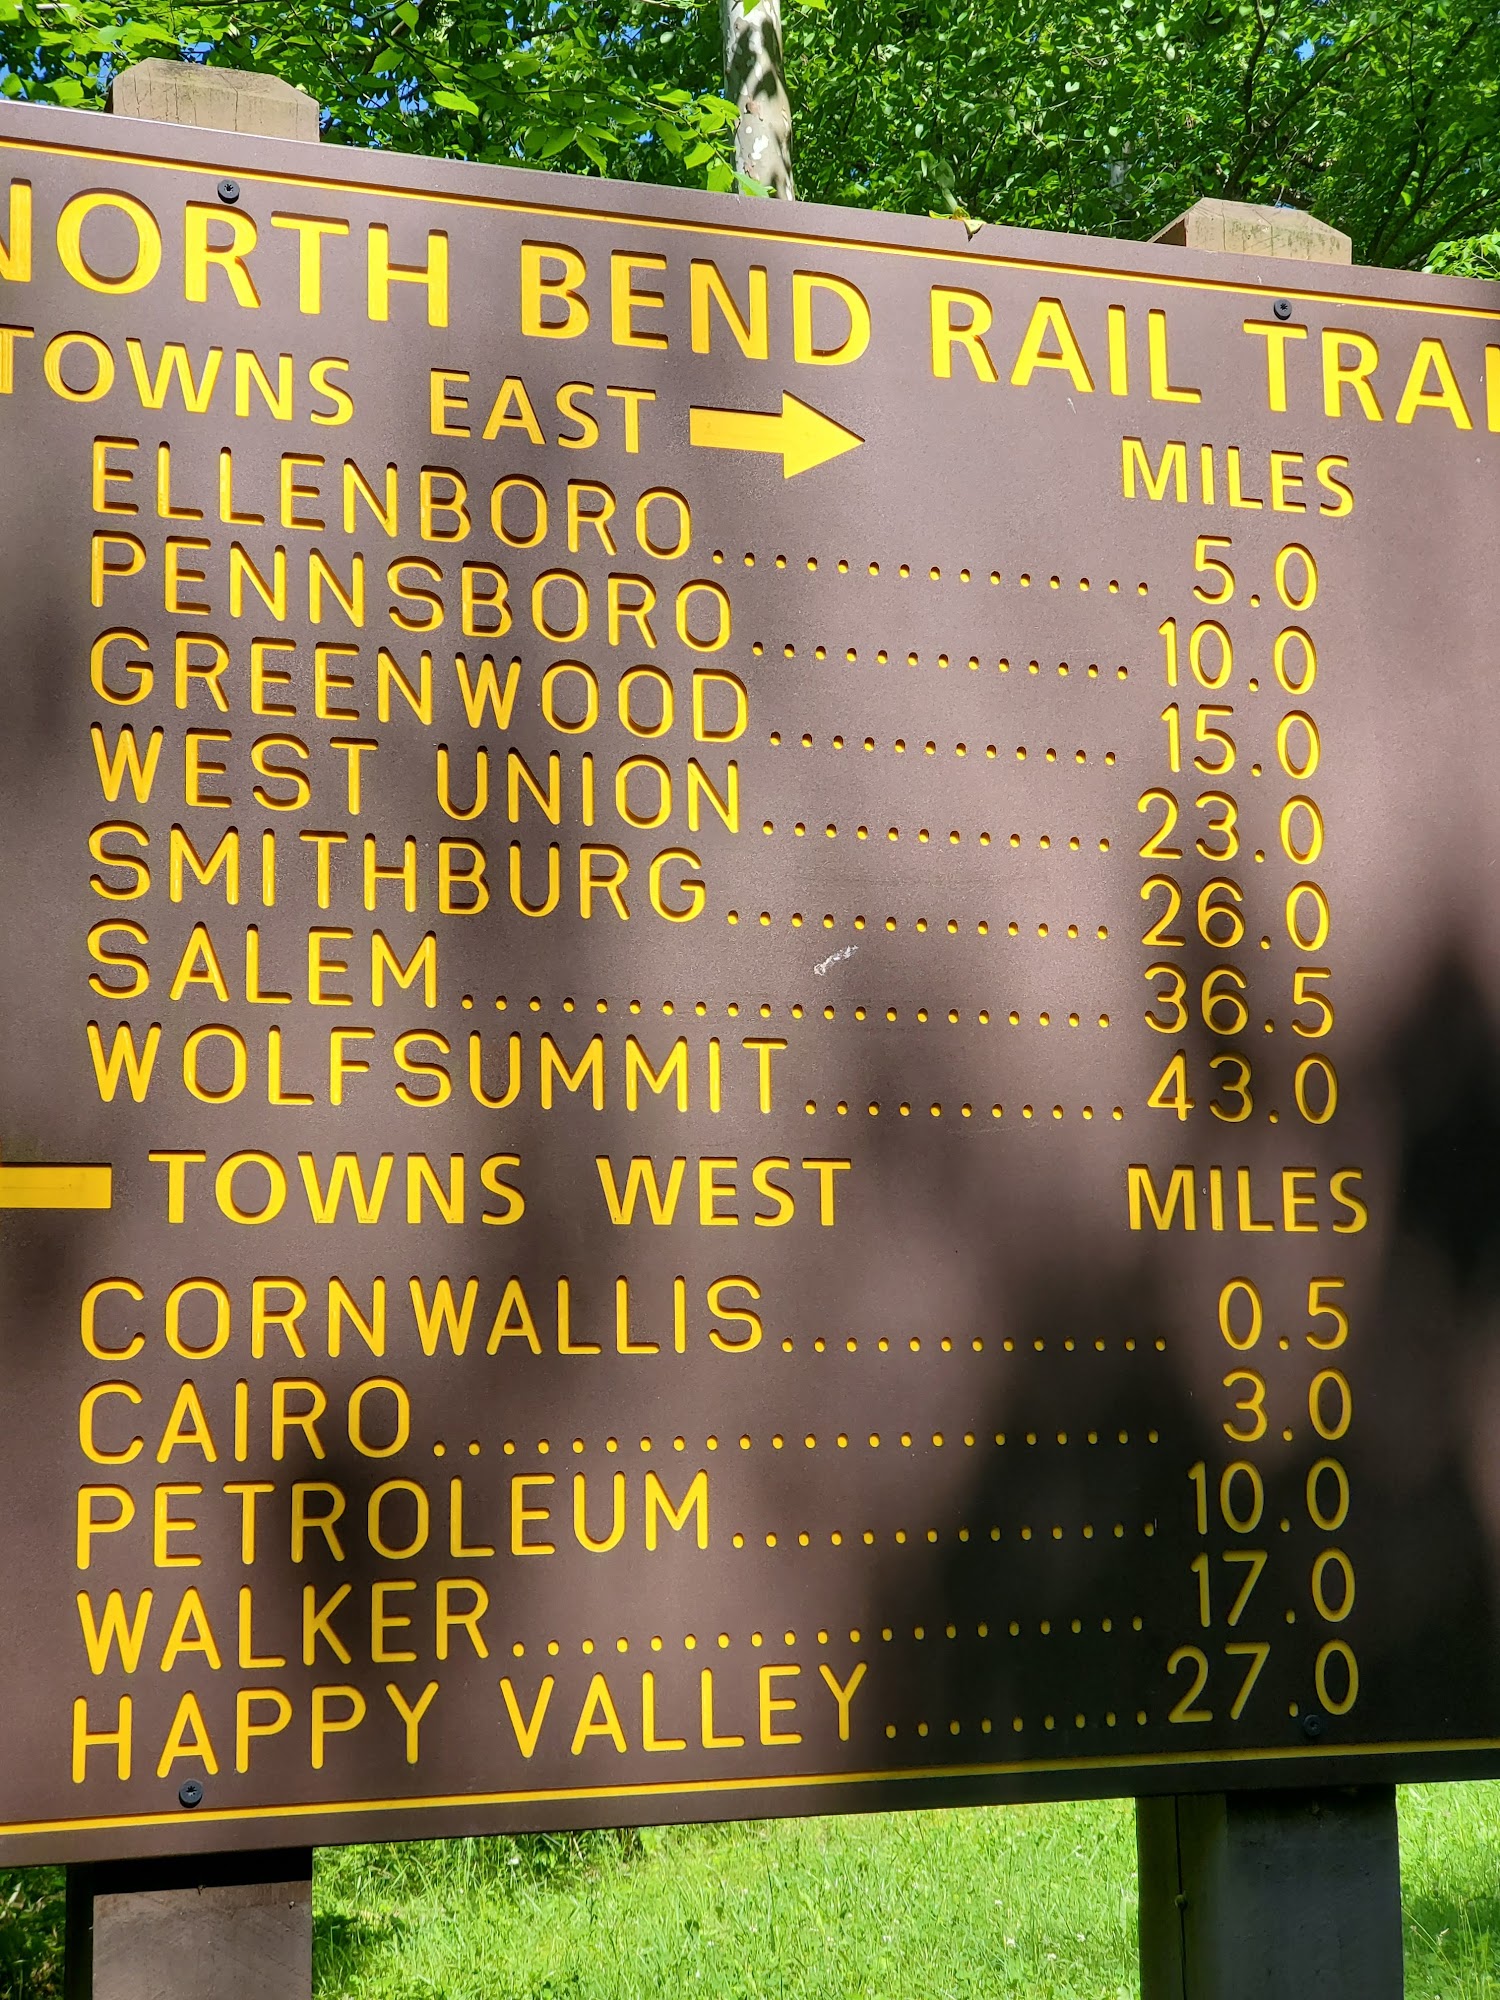 NORTH BEND RAIL TRAI
TOWNS EAST MILES
ELLENBORO.............. 5.0
PENNSBORO............. 10.0
GREENWOOD............ 15.0
WEST UNION............ 23.0
SMITHBURG............. 26.0
SALEM.................... 36.5
WOLFSUMMIT........... 43.0
TOWNS WEST MILES
CORNWALLIS............. 0.5
CAIRO...................... 3.0
PETROLEUM.............. 10.0
WALKER................... 17.0
HAPPY VALLEY.........27.0